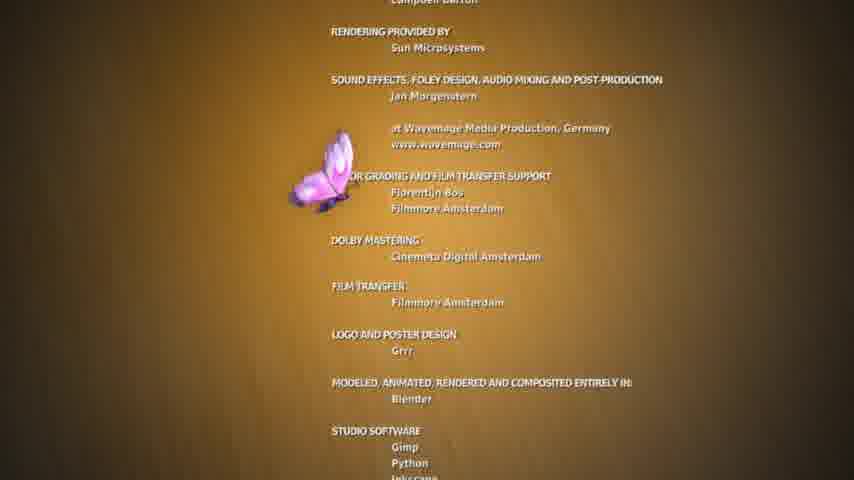 Campbell Barton
RENDERING PROVIDED BY
Sun Microsystems
SOUND EFFECTS, FOLEY DESIGN, AUDIO MIXING AND POST-PRODUCTION
Jan Morgenstern
at Wavemage Media Production, Germany
www.wavemage.com
OR GRADING AND FILM TRANSFER SUPPORT
Florentijn Bos
Filmmore Amsterdam
DOLBY MASTERING
Cinemeta Digital Amsterdam
FILM TRANSFER
Filmmore Amsterdam
LOGO AND POSTER DESIGN
Grrr
MODELED, ANIMATED, RENDERED AND COMPOSITED ENTIRELY IN:
Blender
STUDIO SOFTWARE
Gimp
Python
Inkscape